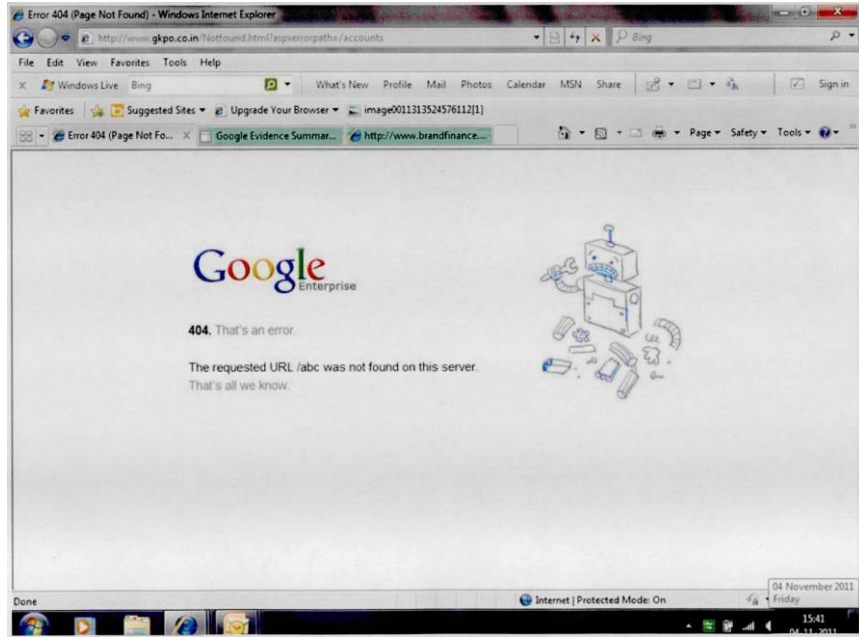 Error 404 (Page Not Found) - Windows Internet Explorer
http://www.gkpo.co.in/Notfound.html?aspxerrorpath=/accounts
Bing
File Edit View Favorites Tools Help
x Windows Live Bing What's New Profile Mail Photos Calendar MSN Share Sign in
Favorites Suggested Sites Upgrade Your Browser image0011313524576112[1]
Error 404 (Page Not Fo... X Google Evidence Summar... http://www.brandfinance.... Page Safety Tools
Google
Enterprise
404. That's an error.
The requested URL /abc was not found on this server.
That's all we know.
04 November 2011
Done Internet | Protected Mode: On Friday
15:41
04-11-2011